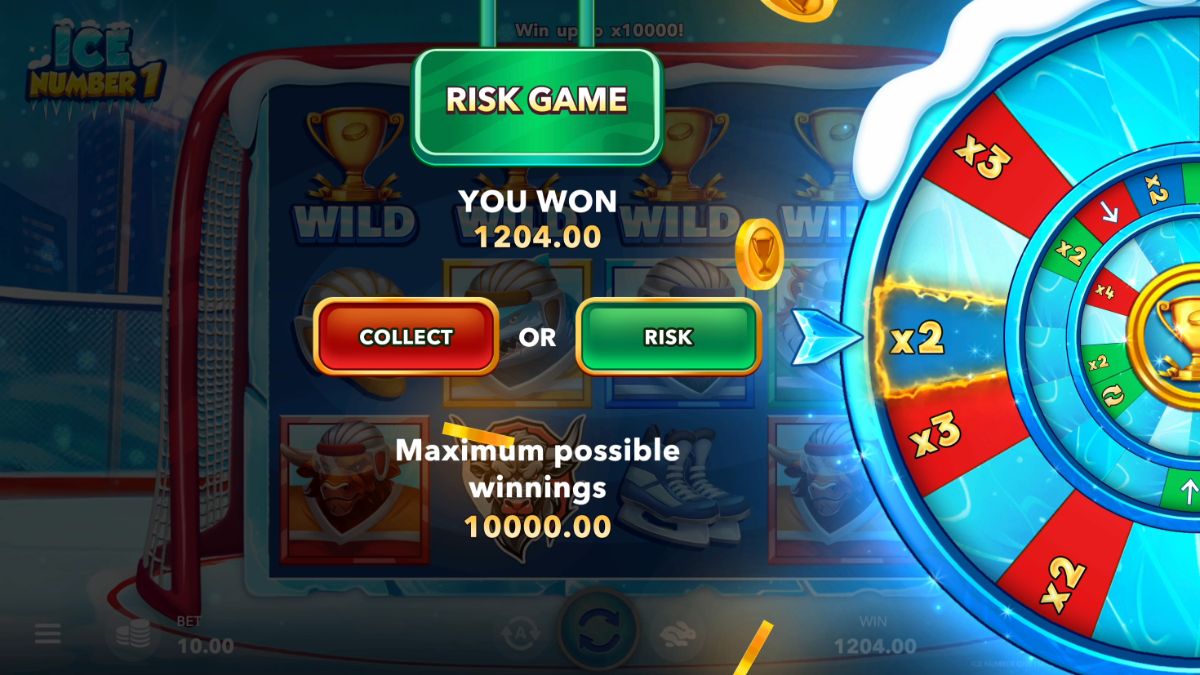 Win up to x10000!
ICE
NUMBER 1
RISK GAME
YOU WON
1204.00
WILD
WILD
WILD
COLLECT
OR
RISK
Maximum possible
winnings
10000.00
BET
10.00
A
WIN
1204.00
x3
x2
x3
x2
x2
x2
x4
x2